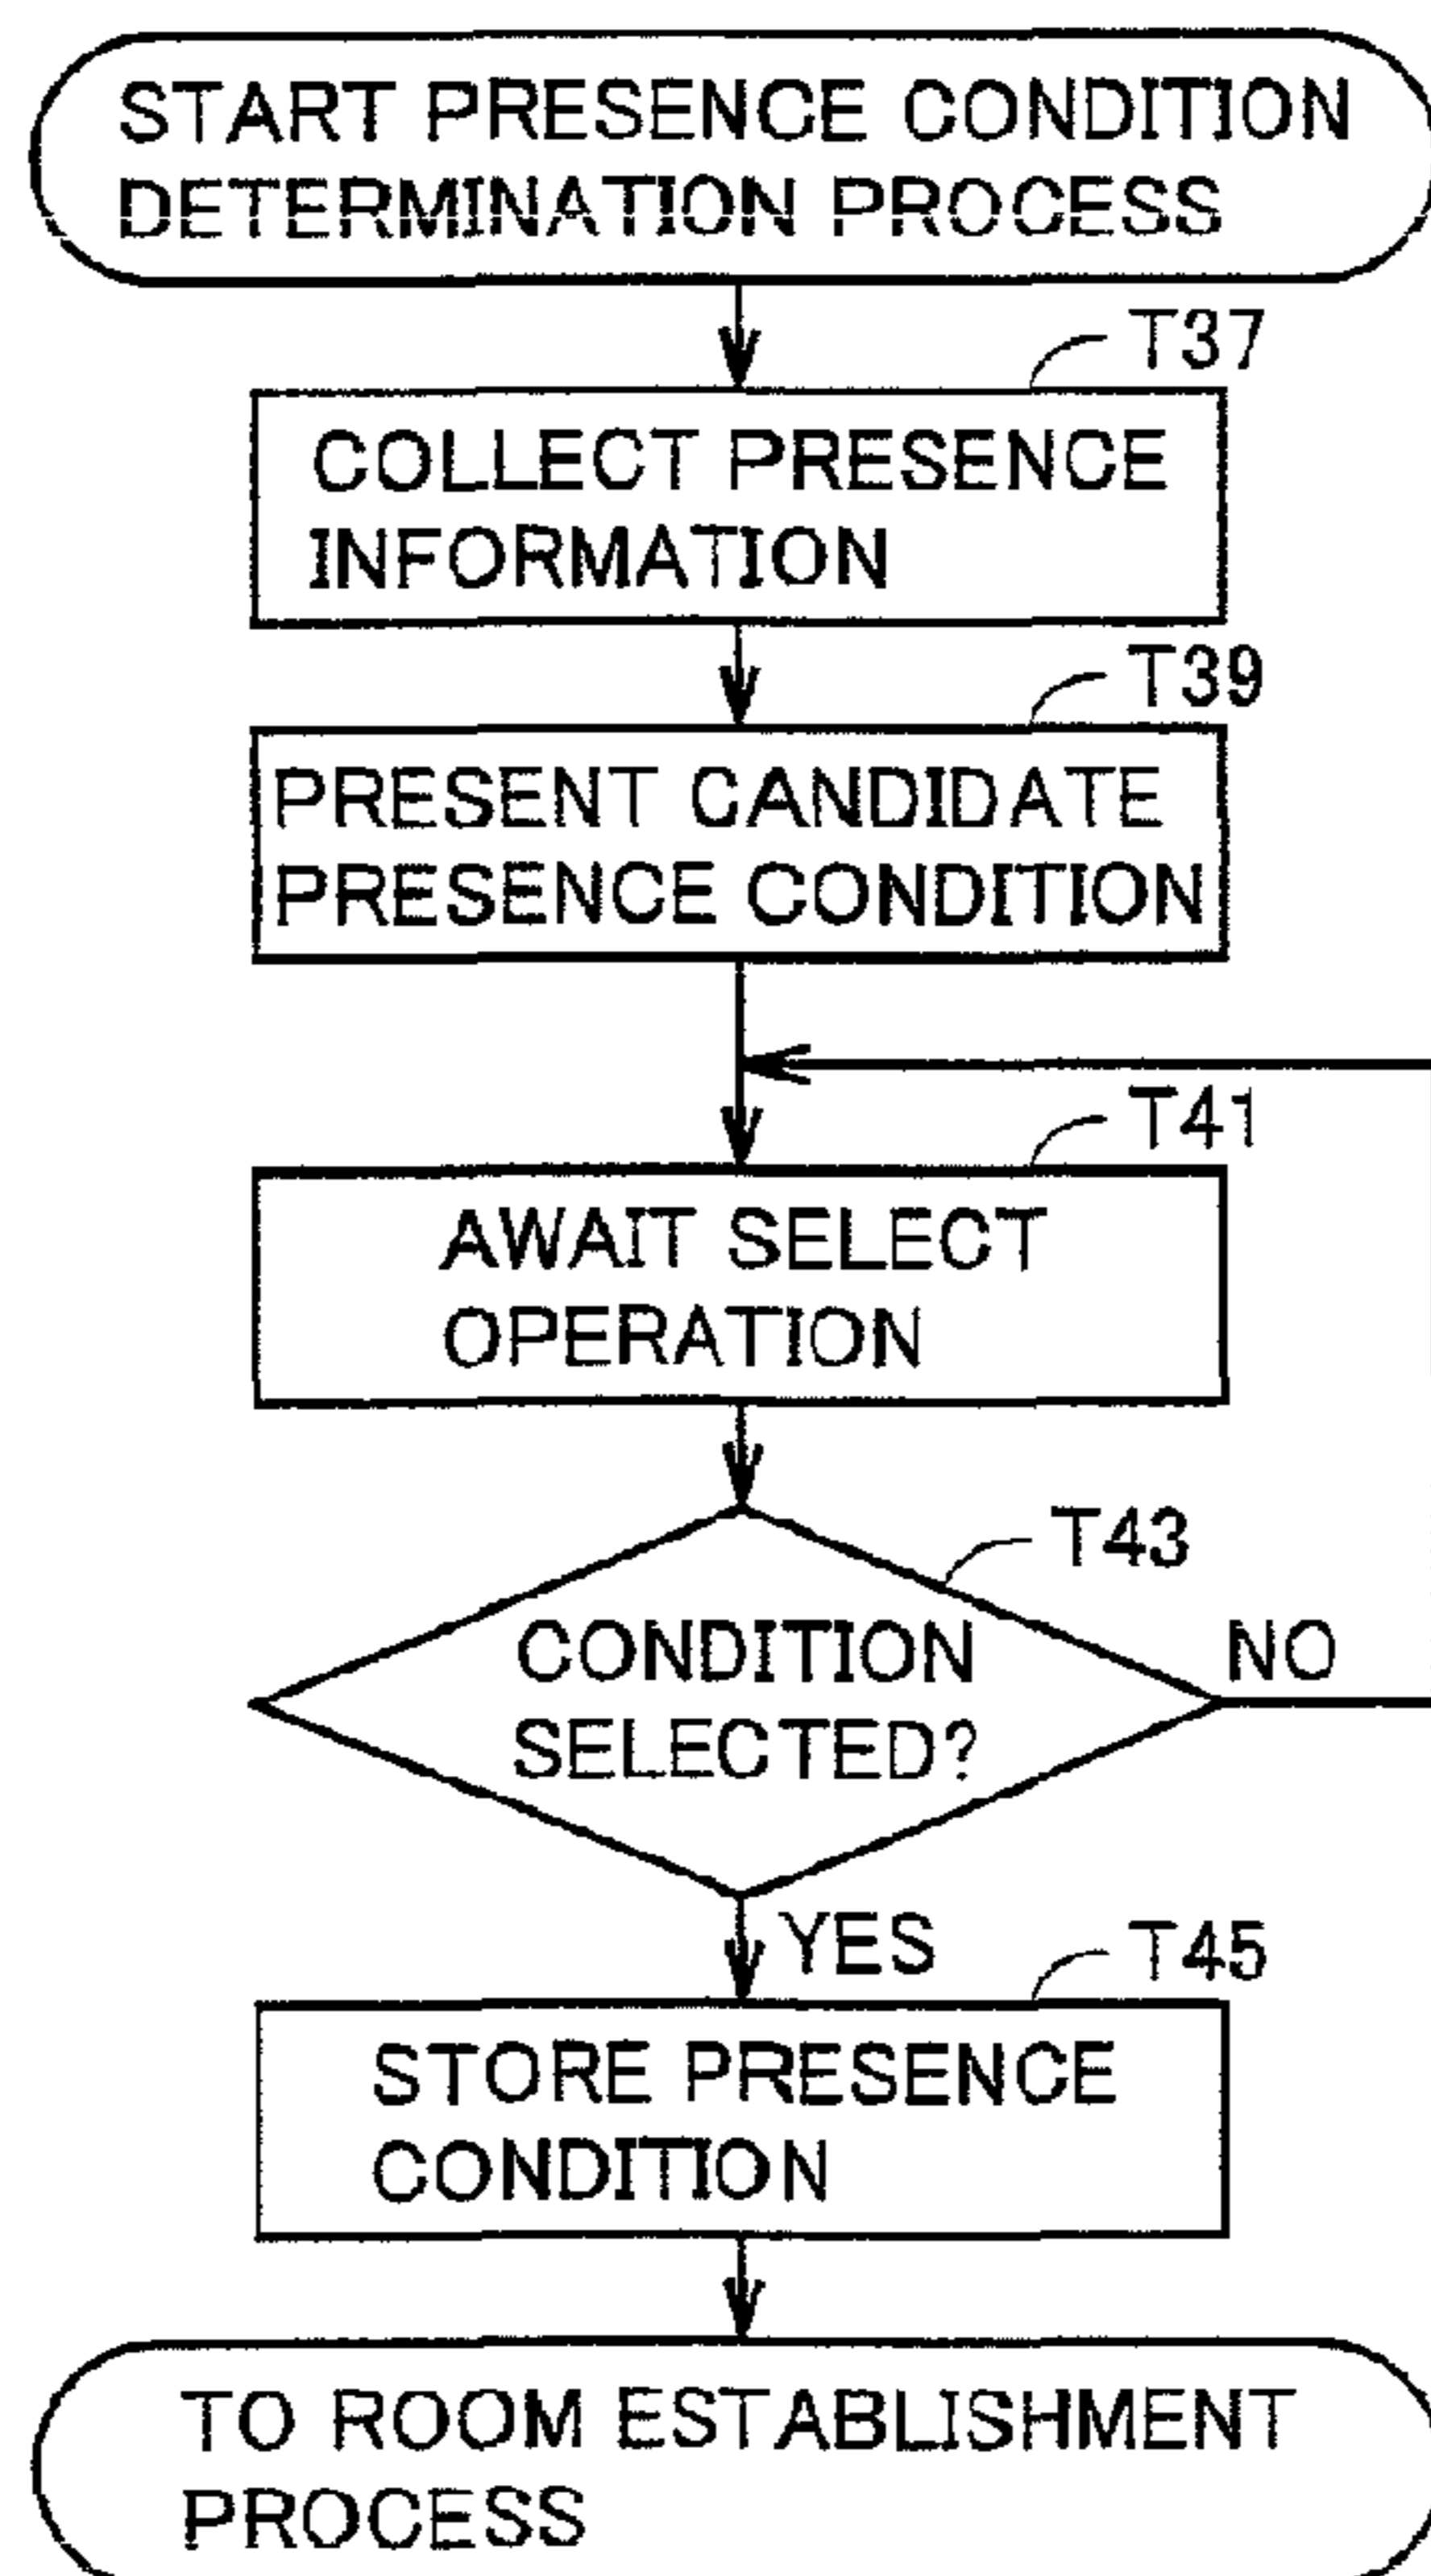 START PRESENCE CONDITION
DETERMINATION PROCESS
T37
COLLECT PRESENCE
INFORMATION
T39
PRESENT CANDIDATE
PRESENCE CONDITION
T41
AWAIT SELECT
OPERATION
T43
CONDITION
SELECTED?
NO
YES
T45
STORE PRESENCE
CONDITION
TO ROOM ESTABLISHMENT
PROCESS